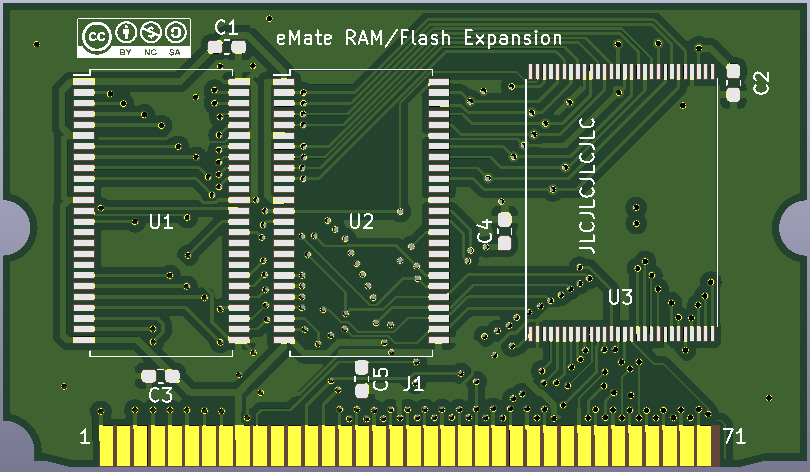 cc
BY NC SA
C1
eMate RAM/Flash Expansion
C2
JLCJLCJLCJLC
U1
U2
C4
U3
C3
C5
J1
1
71